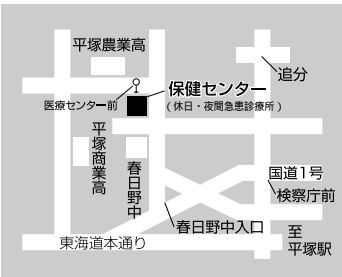 平塚農業高
保健センター
(休日・夜間急患診療所)
追分
医療センター前
平塚商業高
春日野中
国道1号
検察庁前
春日野中入口
至平塚駅
東海道本通り